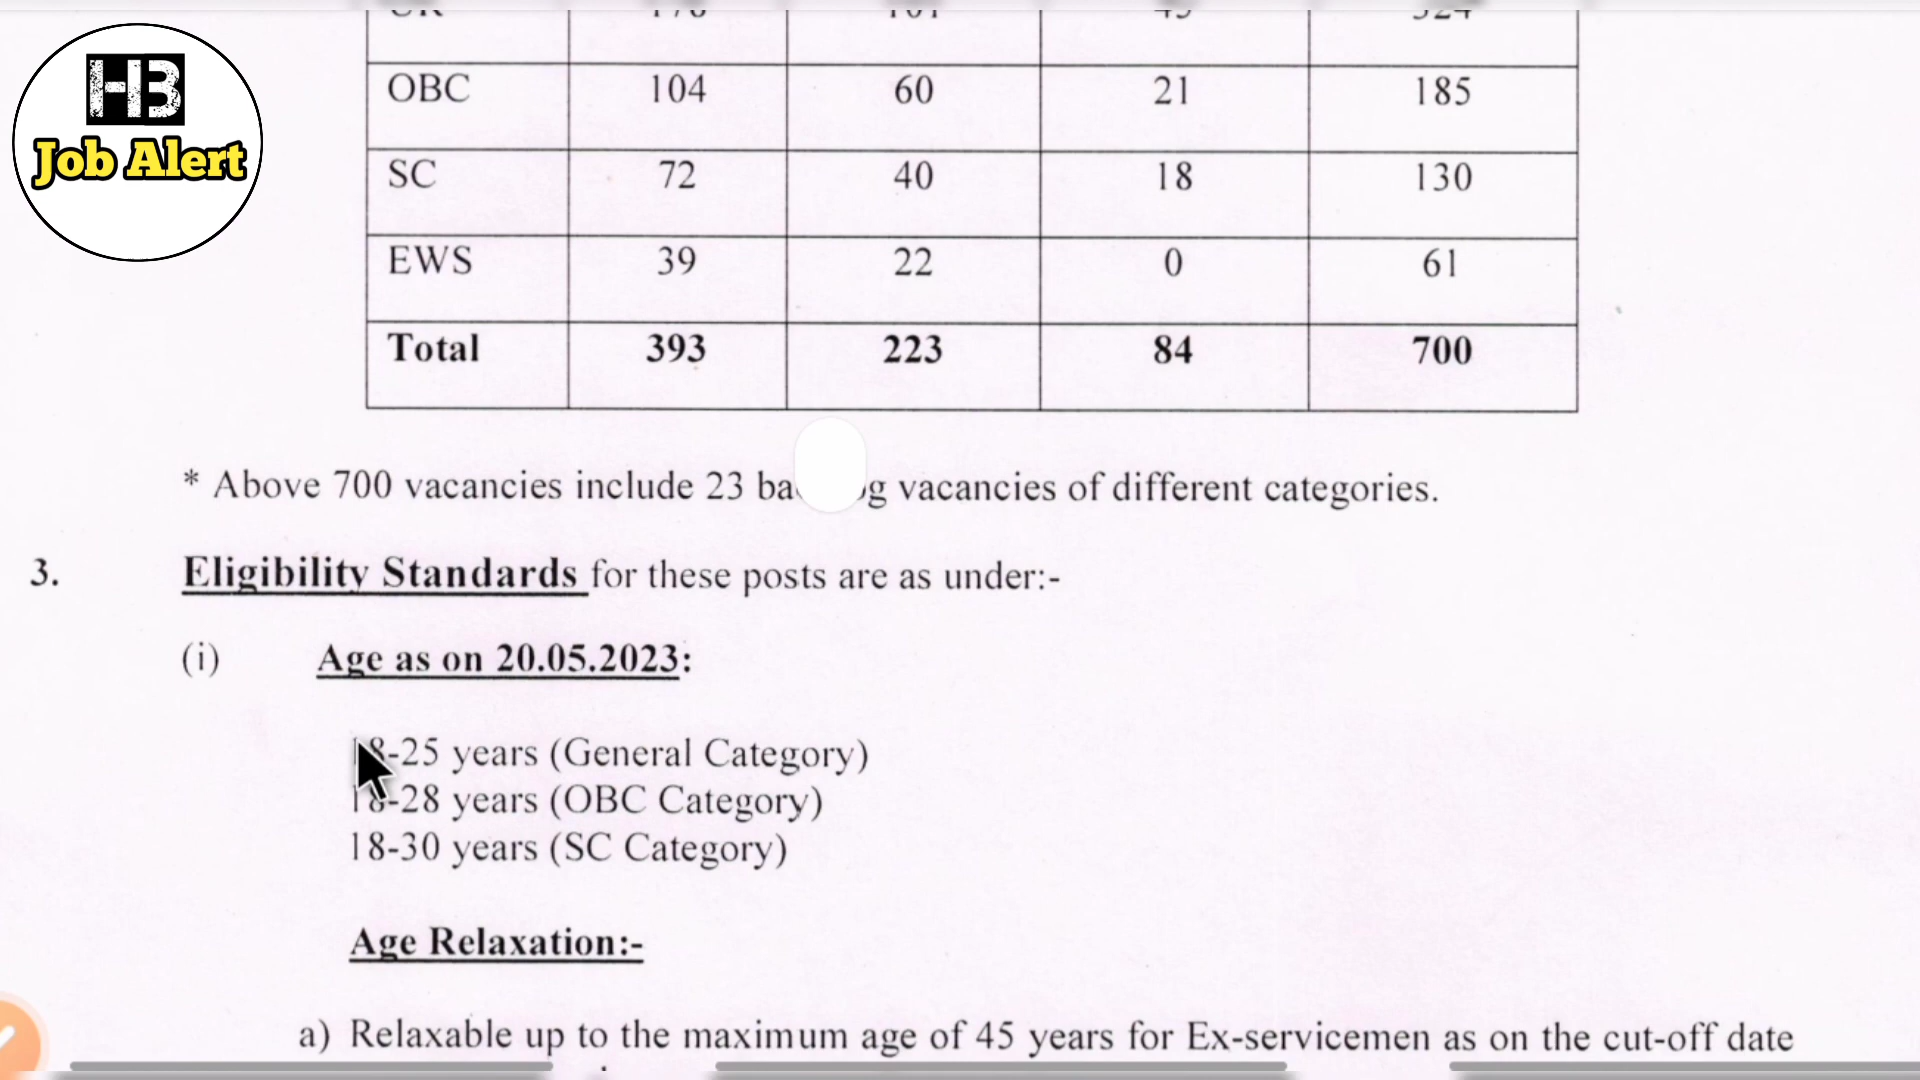 HB
Job Alert
OBC 104 60 21 185
SC 72 40 18 130
EWS 39 22 0 61
Total 393 223 84 700
* Above 700 vacancies include 23 vacancies of different categories.
3. Eligibility Standards for these posts are as under:-
(i) Age as on 20.05.2023:
18-25 years (General Category)
18-28 years (OBC Category)
18-30 years (SC Category)
Age Relaxation:-
a) Relaxable up to the maximum age of 45 years for Ex-servicemen as on the cut-off date